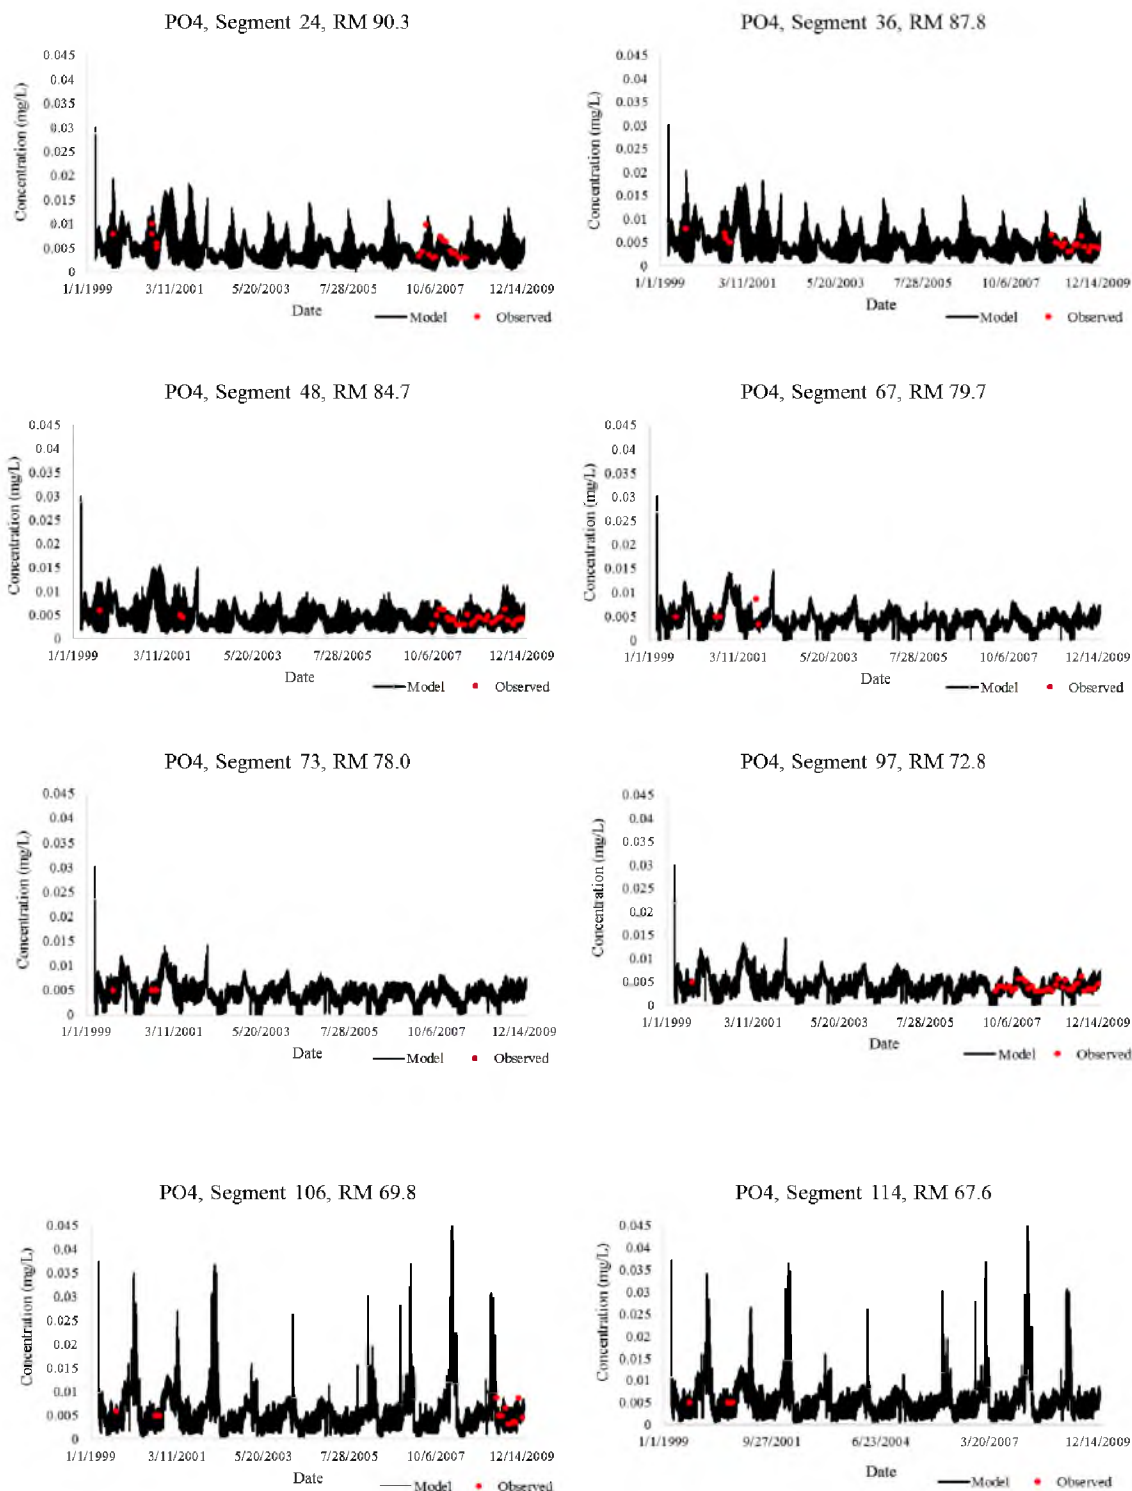 PO4, Segment 24, RM 90.3
Concentration (mg/L)
0.045
0.04
0.035
0.03
0.025
0.02
0.015
0.01
0.005
0
1/1/1999 3/11/2001 5/20/2003 7/28/2005 10/6/2007 12/14/2009
Date
Model Observed
PO4, Segment 36, RM 87.8
Concentration (mg/L)
0.045
0.04
0.035
0.03
0.025
0.02
0.015
0.01
0.005
0
1/1/1999 3/11/2001 5/20/2003 7/28/2005 10/6/2007 12/14/2009
Date
Model Observed
PO4, Segment 48, RM 84.7
Concentration (mg/L)
0.045
0.04
0.035
0.03
0.025
0.02
0.015
0.01
0.005
0
1/1/1999 3/11/2001 5/20/2003 7/28/2005 10/6/2007 12/14/2009
Date
Model Observed
PO4, Segment 67, RM 79.7
Concentration (mg/L)
0.045
0.04
0.035
0.03
0.025
0.02
0.015
0.01
0.005
0
1/1/1999 3/11/2001 5/20/2003 7/28/2005 10/6/2007 12/14/2009
Date
Model Observed
PO4, Segment 73, RM 78.0
Concentration (mg/L)
0.045
0.04
0.035
0.03
0.025
0.02
0.015
0.01
0.005
0
1/1/1999 3/11/2001 5/20/2003 7/28/2005 10/6/2007 12/14/2009
Date
Model Observed
PO4, Segment 97, RM 72.8
Concentration (mg/L)
0.045
0.04
0.035
0.03
0.025
0.02
0.015
0.01
0.005
0
1/1/1999 3/11/2001 5/20/2003 7/28/2005 10/6/2007 12/14/2009
Date
Model Observed
PO4, Segment 106, RM 69.8
Concentration (mg/L)
0.045
0.04
0.035
0.03
0.025
0.02
0.015
0.01
0.005
0
1/1/1999 3/11/2001 5/20/2003 7/28/2005 10/6/2007 12/14/2009
Date
Model Observed
PO4, Segment 114, RM 67.6
Concentration (mg/L)
0.045
0.04
0.035
0.03
0.025
0.02
0.015
0.01
0.005
0
1/1/1999 9/27/2001 6/23/2004 3/20/2007 12/14/2009
Date
Model Observed